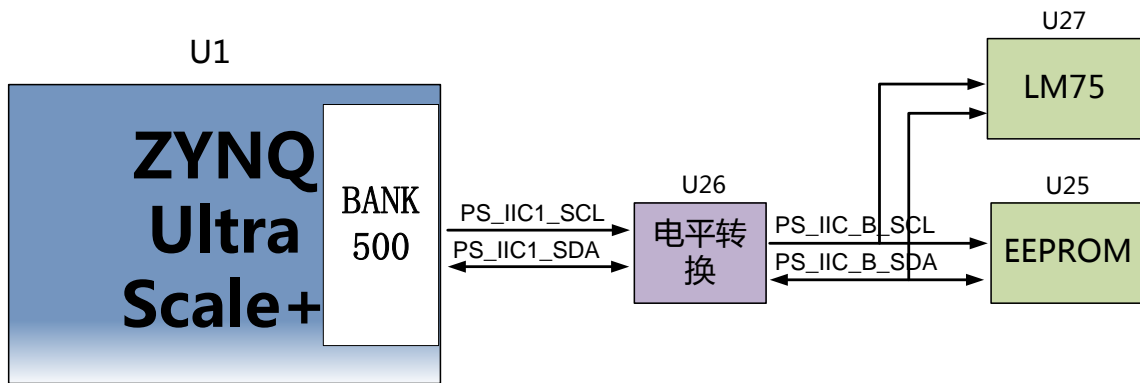 U1
ZYNQ
Ultra
Scale+
BANK
500
PS_IIC1_SCL
PS_IIC1_SDA
U26
电平转
换
PS_IIC_B_SCL
PS_IIC_B_SDA
U27
LM75
U25
EEPROM